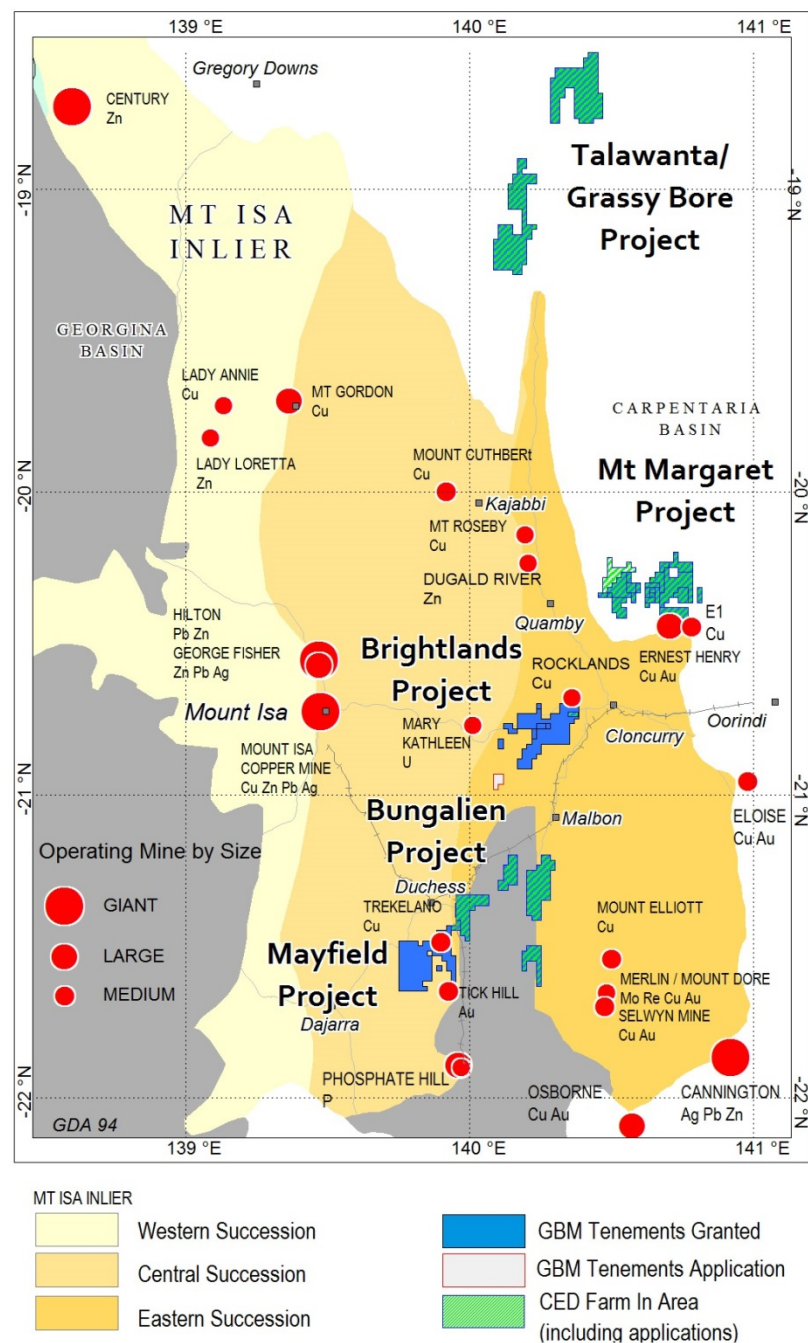 139 °E
140 °E
141 °E
Gregory Downs
CENTURY
Zn
Talawanta/
Grassy Bore
Project
-19 °N
-19 °N
MT ISA
INLIER
GEORGINA
BASIN
LADY ANNIE
Cu
MT GORDON
Cu
LADY LORETTA
Zn
CARPENTARIA
BASIN
Mt Margaret
Project
MOUNT CUTHBERt
Cu
-20 °N
-20 °N
Kajabbi
MT ROSEBY
Cu
DUGALD RIVER
Zn
Quamby
E1
Cu
HILTON
Pb Zn
GEORGE FISHER
Zn Pb Ag
Brightlands
Project
ROCKLANDS
Cu
ERNEST HENRY
Cu Au
Mount Isa
MARY
KATHLEEN
U
Cloncurry
Oorindi
MOUNT ISA
COPPER MINE
Cu Zn Pb Ag
-21 °N
-21 °N
Bungalien
Project
Malbon
ELOISE
Cu Au
Operating Mine by Size
GIANT
LARGE
MEDIUM
Duchess
TREKELANO
Cu
MOUNT ELLIOTT
Cu
Mayfield
Project
Dajarra
TICK HILL
Au
MERLIN / MOUNT DORE
Mo Re Cu Au
SELWYN MINE
Cu Au
PHOSPHATE HILL
P
OSBORNE
Cu Au
CANNINGTON
Ag Pb Zn
-22 °N
-22 °N
GDA 94
139 °E
140 °E
141 °E
MT ISA INLIER
Western Succession
Central Succession
Eastern Succession
GBM Tenements Granted
GBM Tenements Application
CED Farm In Area
(including applications)